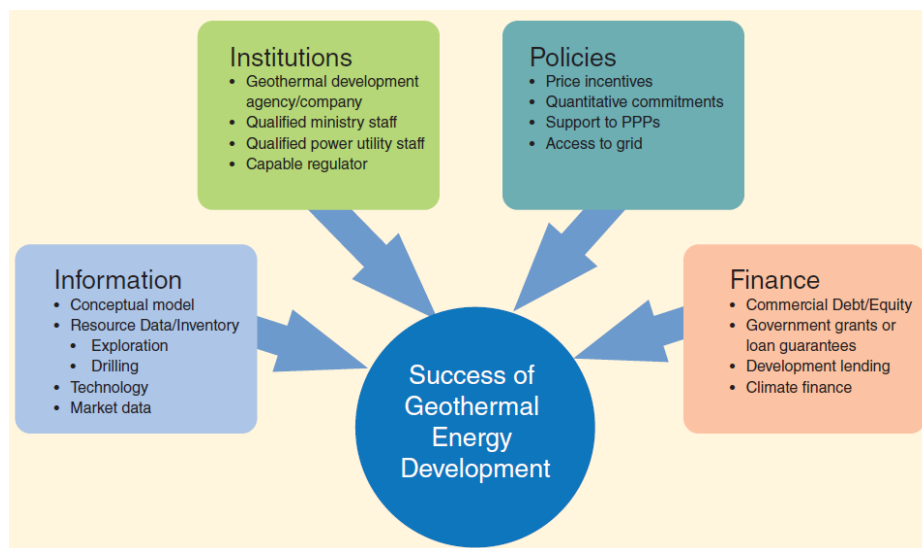 Institutions
• Geothermal development
agency/company
• Qualified ministry staff
• Qualified power utility staff
• Capable regulator
Policies
• Price incentives
• Quantitative commitments
• Support to PPPs
• Access to grid
Information
• Conceptual model
• Resource Data/Inventory
• Exploration
• Drilling
• Technology
• Market data
Finance
• Commercial Debt/Equity
• Government grants or
loan guarantees
• Development lending
• Climate finance
Success of
Geothermal
Energy
Development